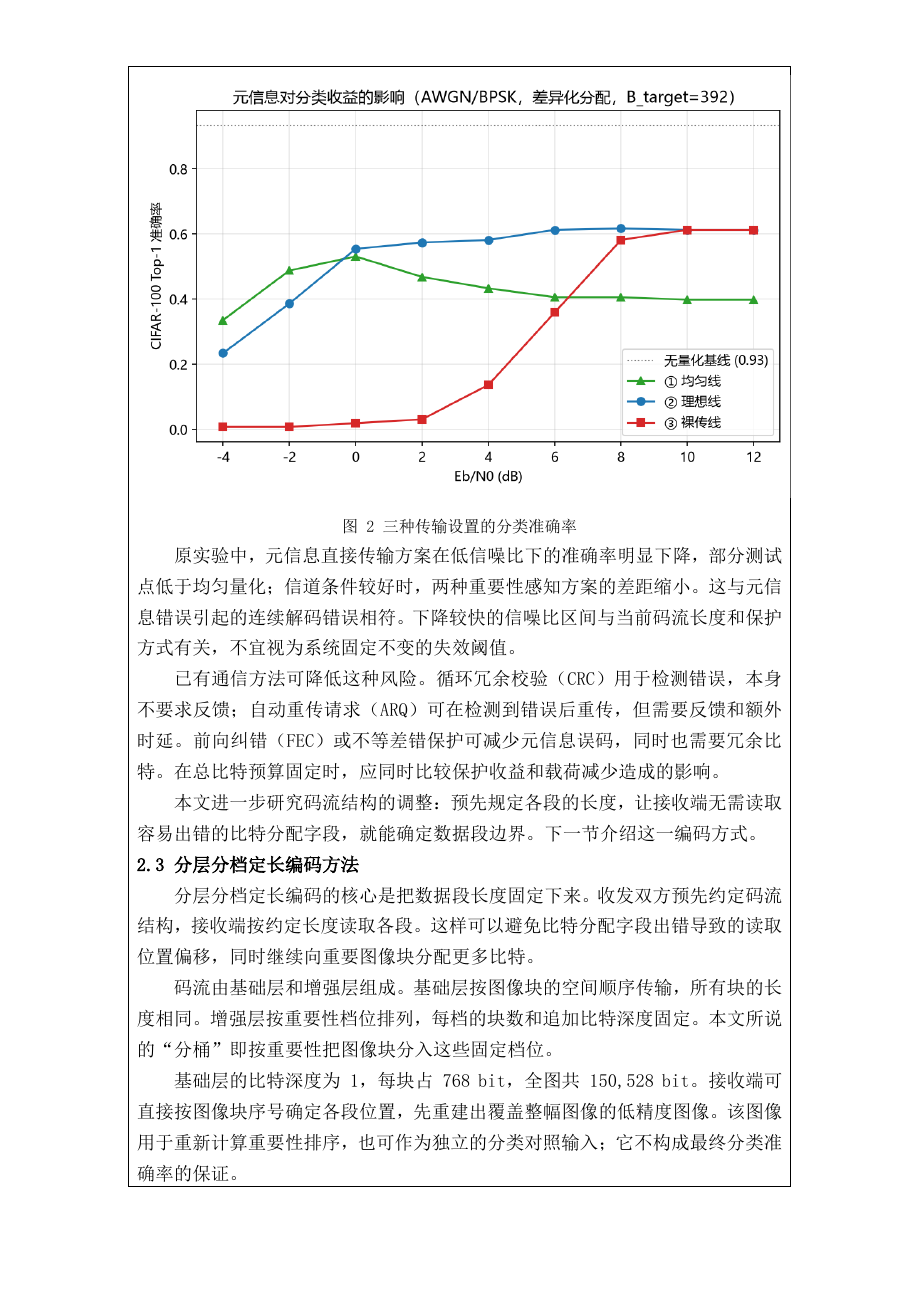 元信息对分类收益的影响（AWGN/BPSK，差异化分配，B_target=392）
CIFAR-100 Top-1 准确率
0.8
0.6
0.4
0.2
0.0
无量化基线 (0.93)
① 均匀线
② 理想线
③ 裸传线
-4
-2
0
2
4
6
8
10
12
Eb/N0 (dB)
图 2 三种传输设置的分类准确率
原实验中，元信息直接传输方案在低信噪比下的准确率明显下降，部分测试
点低于均匀量化；信道条件较好时，两种重要性感知方案的差距缩小。这与元信
息错误引起的连续解码错误相符。下降较快的信噪比区间与当前码流长度和保护
方式有关，不宜视为系统固定不变的失效阈值。
已有通信方法可降低这种风险。循环冗余校验（CRC）用于检测错误，本身
不要求反馈；自动重传请求（ARQ）可在检测到错误后重传，但需要反馈和额外
时延。前向纠错（FEC）或不等差错保护可减少元信息误码，同时也需要冗余比
特。在总比特预算固定时，应同时比较保护收益和载荷减少造成的影响。
本文进一步研究码流结构的调整：预先规定各段的长度，让接收端无需读取
容易出错的比特分配字段，就能确定数据段边界。下一节介绍这一编码方式。
2.3 分层分档定长编码方法
分层分档定长编码的核心是把数据段长度固定下来。收发双方预先约定码流
结构，接收端按约定长度读取各段。这样可以避免比特分配字段出错导致的读取
位置偏移，同时继续向重要图像块分配更多比特。
码流由基础层和增强层组成。基础层按图像块的空间顺序传输，所有块的长
度相同。增强层按重要性档位排列，每档的块数和追加比特深度固定。本文所说
的“分桶”即按重要性把图像块分入这些固定档位。
基础层的比特深度为 1，每块占 768 bit，全图共 150,528 bit。接收端可
直接按图像块序号确定各段位置，先重建出覆盖整幅图像的低精度图像。该图像
用于重新计算重要性排序，也可作为独立的分类对照输入；它不构成最终分类准
确率的保证。